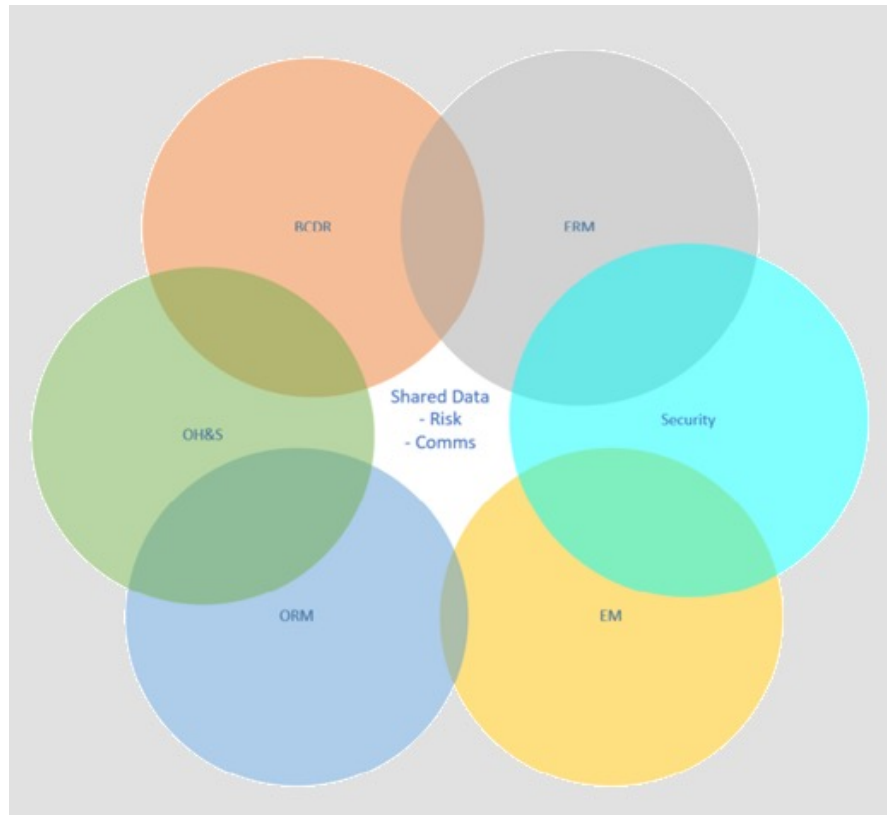 BCDR
ERM
Shared Data
- Risk
- Comms
Security
OH&S
ORM
EM